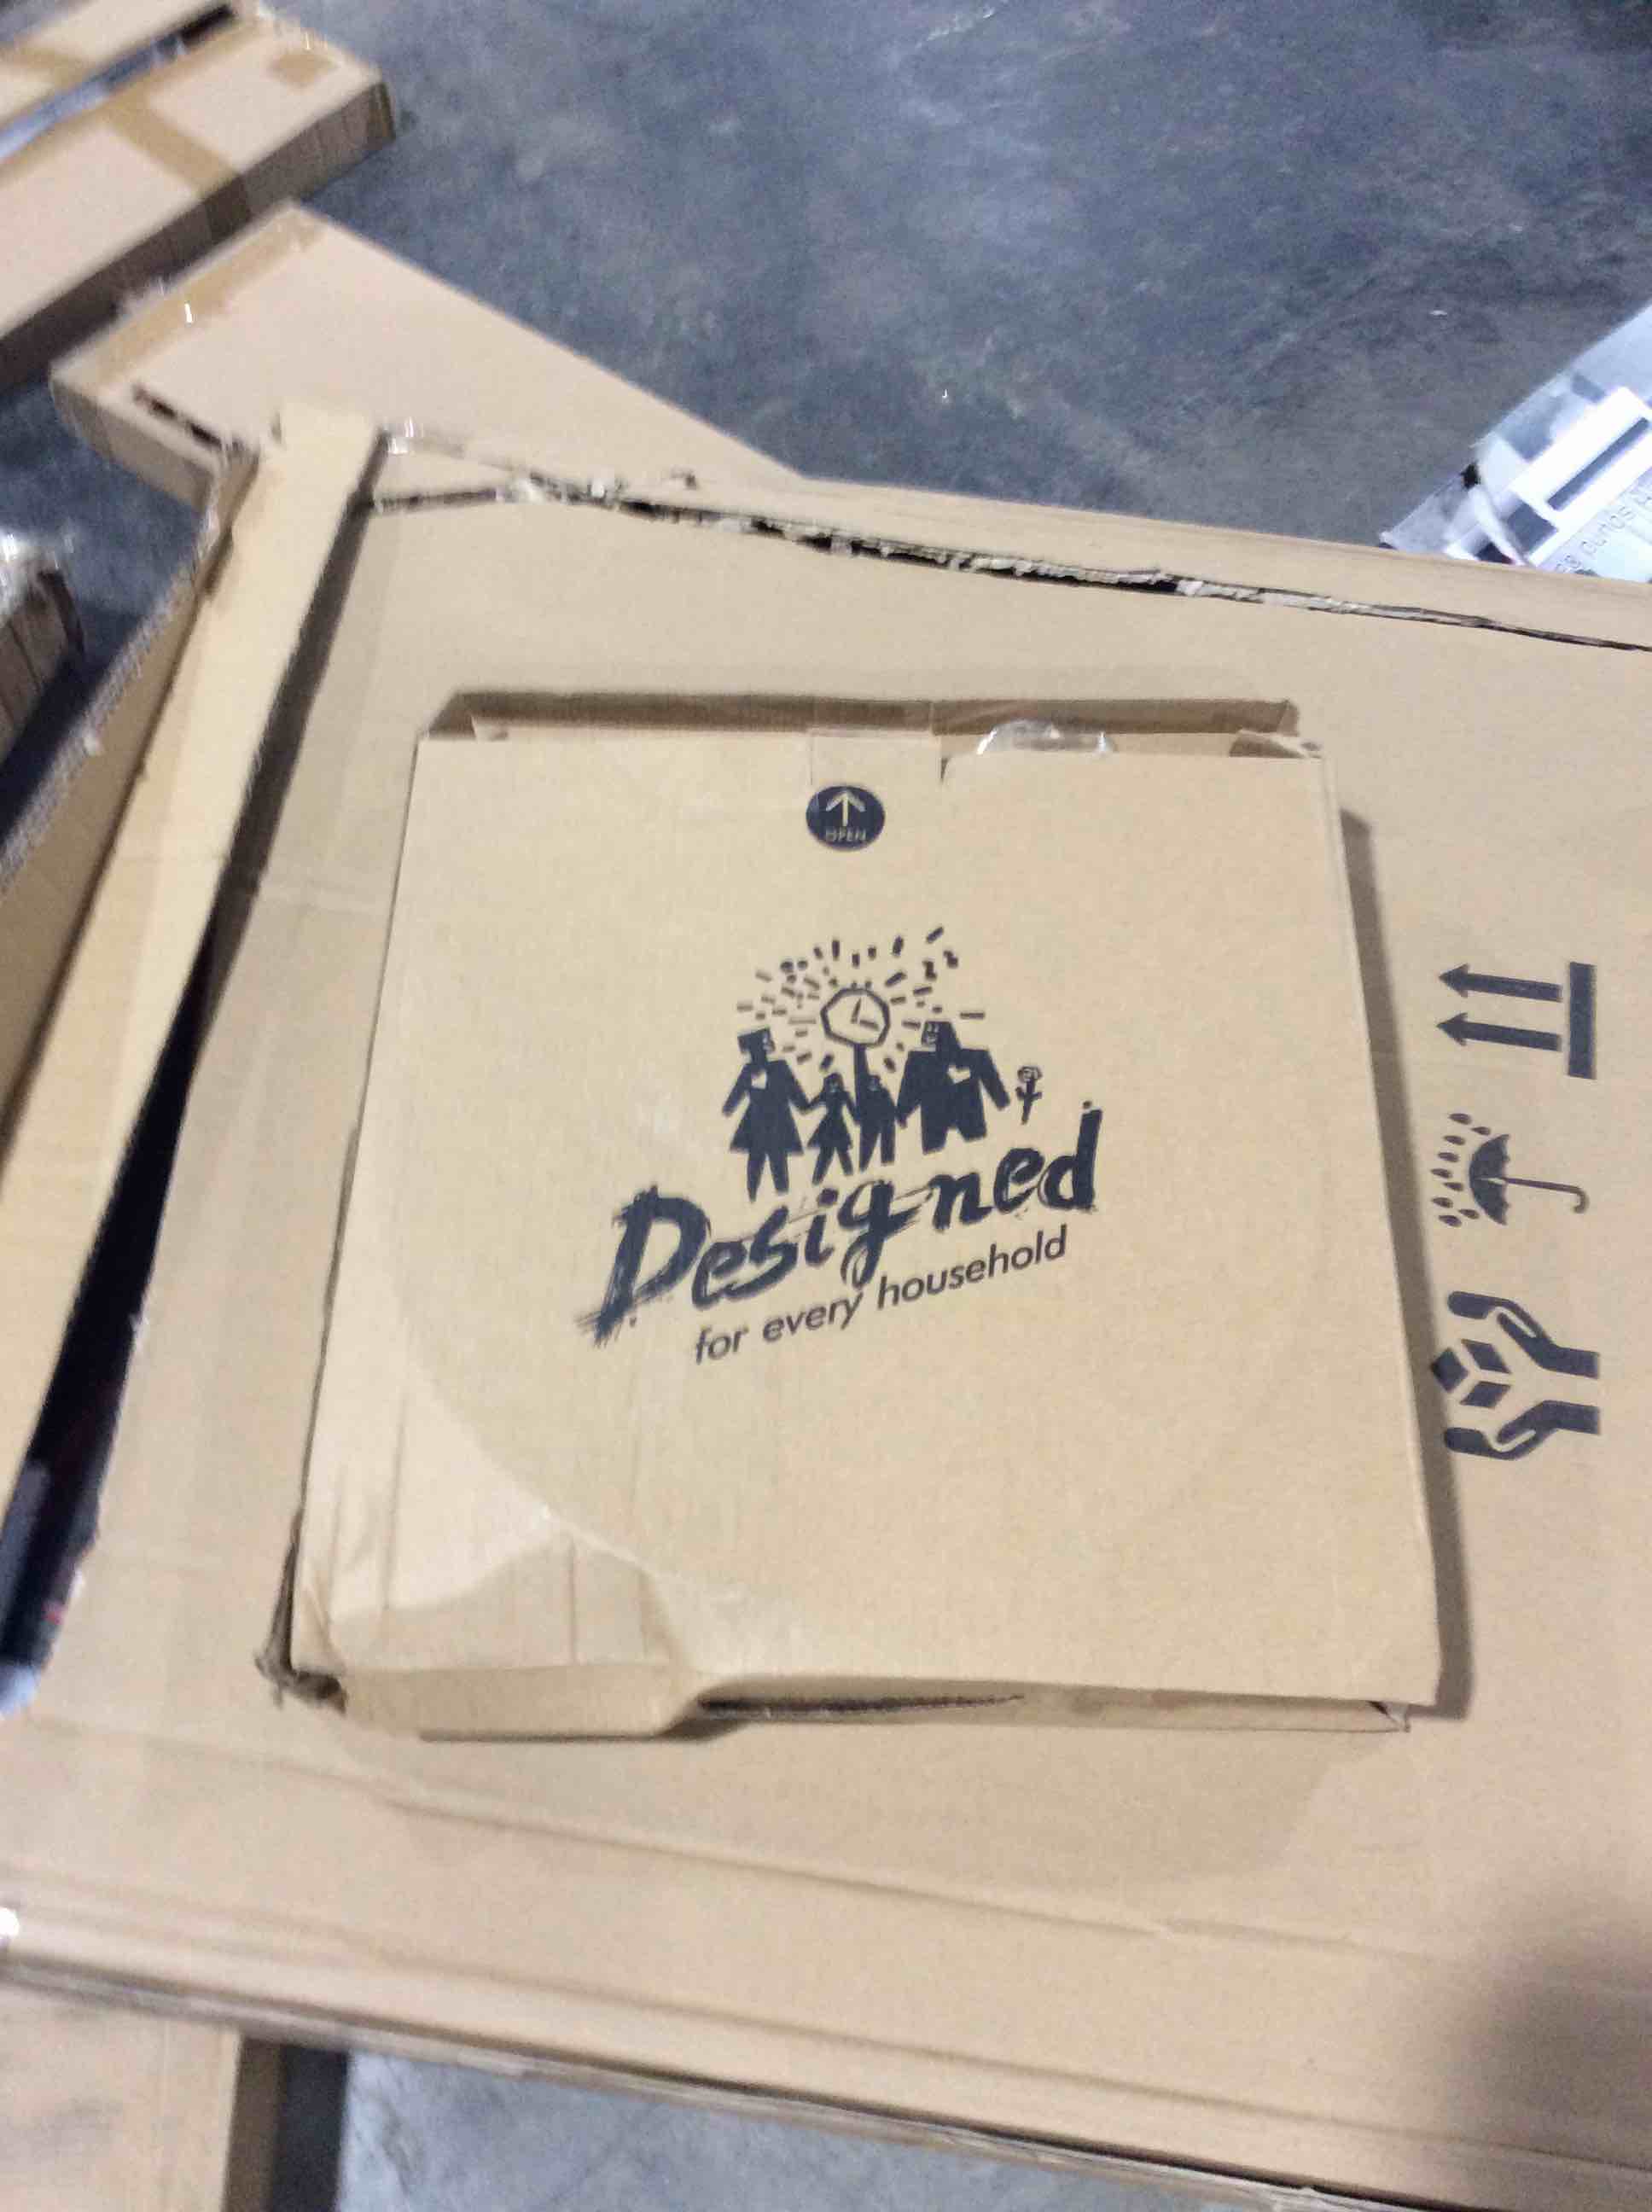 OPEN
Designed
for every household